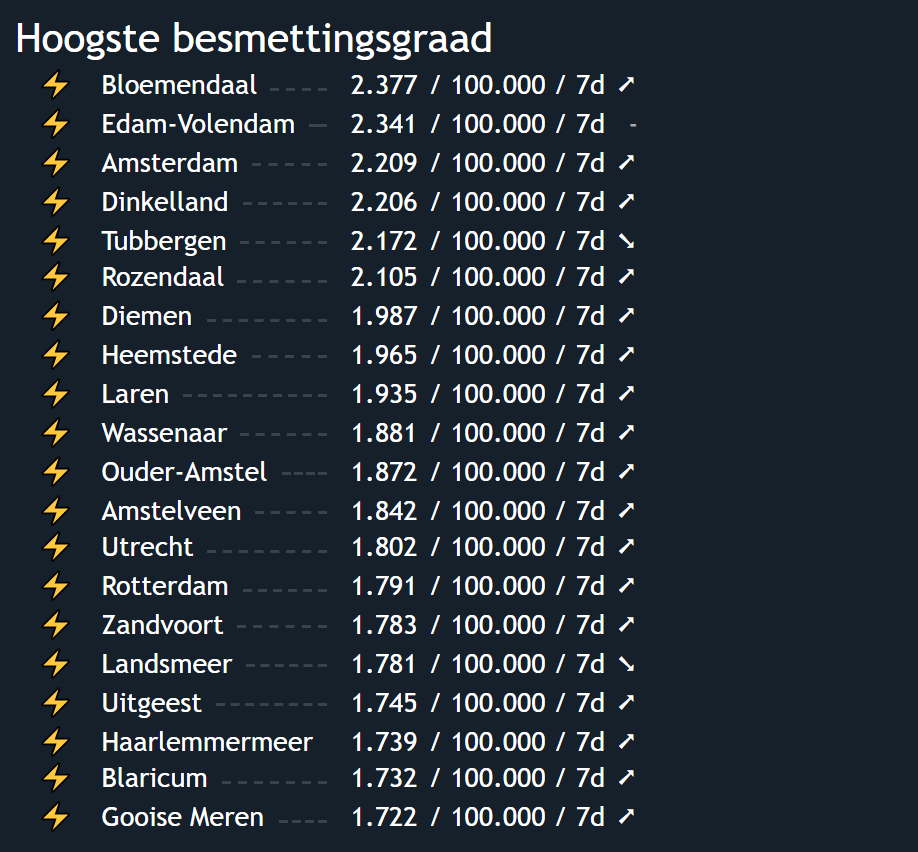 Hoogste besmettingsgraad
⚡ Bloemendaal ---- 2.377 / 100.000 / 7d ➚
⚡ Edam-Volendam — 2.341 / 100.000 / 7d -
⚡ Amsterdam ----- 2.209 / 100.000 / 7d ➚
⚡ Dinkelland ------ 2.206 / 100.000 / 7d ➚
⚡ Tubbergen ------ 2.172 / 100.000 / 7d ➘
⚡ Rozendaal ------ 2.105 / 100.000 / 7d ➚
⚡ Diemen -------- 1.987 / 100.000 / 7d ➚
⚡ Heemstede ----- 1.965 / 100.000 / 7d ➚
⚡ Laren --------- 1.935 / 100.000 / 7d ➚
⚡ Wassenaar ------ 1.881 / 100.000 / 7d ➚
⚡ Ouder-Amstel ---- 1.872 / 100.000 / 7d ➚
⚡ Amstelveen ----- 1.842 / 100.000 / 7d ➚
⚡ Utrecht -------- 1.802 / 100.000 / 7d ➚
⚡ Rotterdam ------ 1.791 / 100.000 / 7d ➚
⚡ Zandvoort ------ 1.783 / 100.000 / 7d ➚
⚡ Landsmeer ------ 1.781 / 100.000 / 7d ➘
⚡ Uitgeest ------- 1.745 / 100.000 / 7d ➚
⚡ Haarlemmermeer 1.739 / 100.000 / 7d ➚
⚡ Blaricum ------- 1.732 / 100.000 / 7d ➚
⚡ Gooise Meren ---- 1.722 / 100.000 / 7d ➚